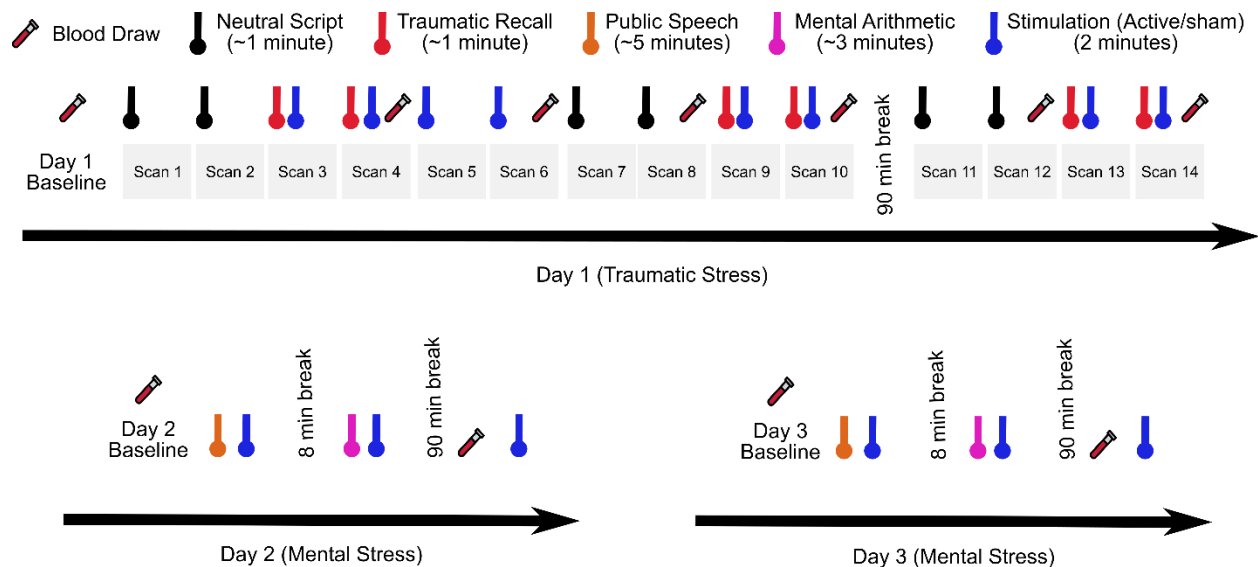 Blood Draw
Neutral Script
(~1 minute)
Traumatic Recall
(~1 minute)
Public Speech
(~5 minutes)
Mental Arithmetic
(~3 minutes)
Stimulation (Active/sham)
(2 minutes)
Day 1
Baseline
Scan 1
Scan 2
Scan 3
Scan 4
Scan 5
Scan 6
Scan 7
Scan 8
Scan 9
Scan 10
90 min break
Scan 11
Scan 12
Scan 13
Scan 14
Day 1 (Traumatic Stress)
Day 2
Baseline
8 min break
90 min break
Day 2 (Mental Stress)
Day 3
Baseline
8 min break
90 min break
Day 3 (Mental Stress)